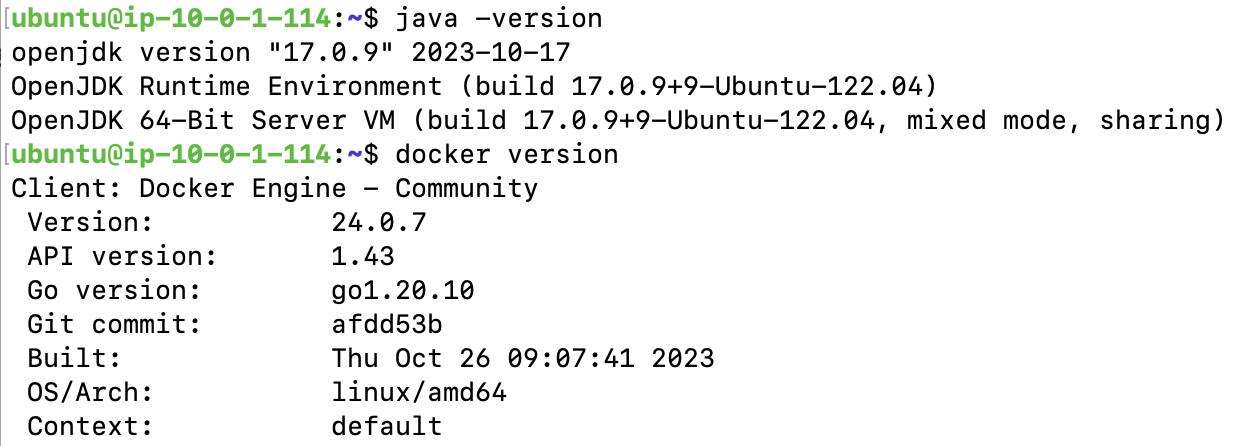 [ubuntu@ip-10-0-1-114:~$ java -version
openjdk version "17.0.9" 2023-10-17
OpenJDK Runtime Environment (build 17.0.9+9-Ubuntu-122.04)
OpenJDK 64-Bit Server VM (build 17.0.9+9-Ubuntu-122.04, mixed mode, sharing)
[ubuntu@ip-10-0-1-114:~$ docker version
Client: Docker Engine - Community
 Version:           24.0.7
 API version:       1.43
 Go version:        go1.20.10
 Git commit:        afdd53b
 Built:             Thu Oct 26 09:07:41 2023
 OS/Arch:           linux/amd64
 Context:           default